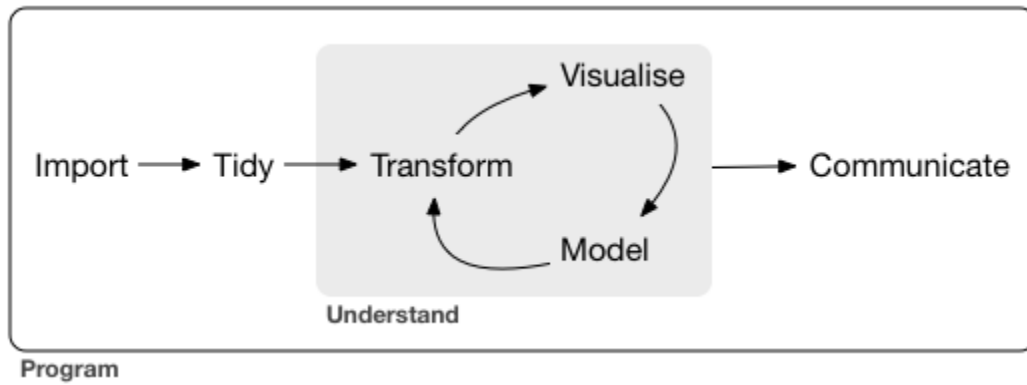 Visualise
Import
Tidy
Transform
Communicate
Model
Understand
Program